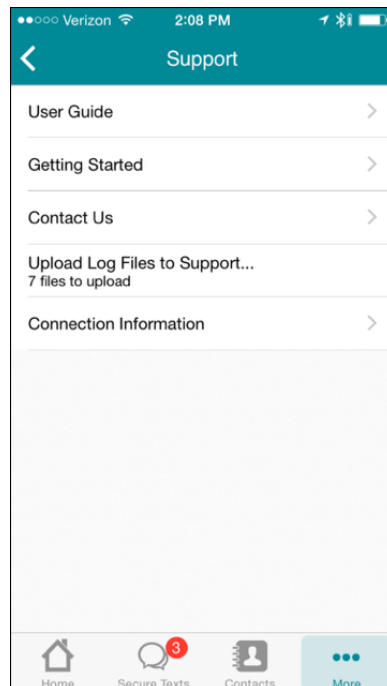 Verizon 2:08 PM
Support
User Guide
Getting Started
Contact Us
Upload Log Files to Support...
7 files to upload
Connection Information
3
Home Secure Texts Contacts More